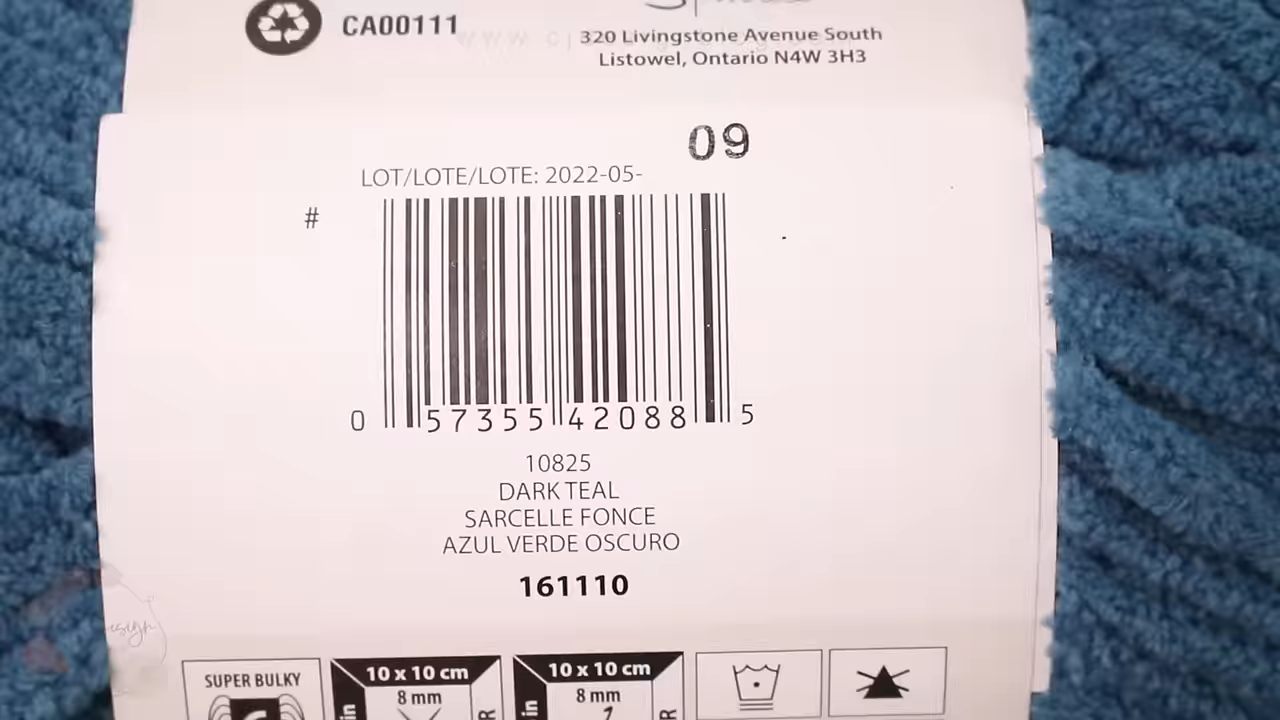 CA00111
320 Livingstone Avenue South
Listowel, Ontario N4W 3H3
09
LOT/LOTE/LOTE: 2022-05-
#
0 57355 42088 5
10825
DARK TEAL
SARCELLE FONCE
AZUL VERDE OSCURO
161110
SUPER BULKY
10 x 10 cm
8 mm
in
R
10 x 10 cm
8 mm
in
R